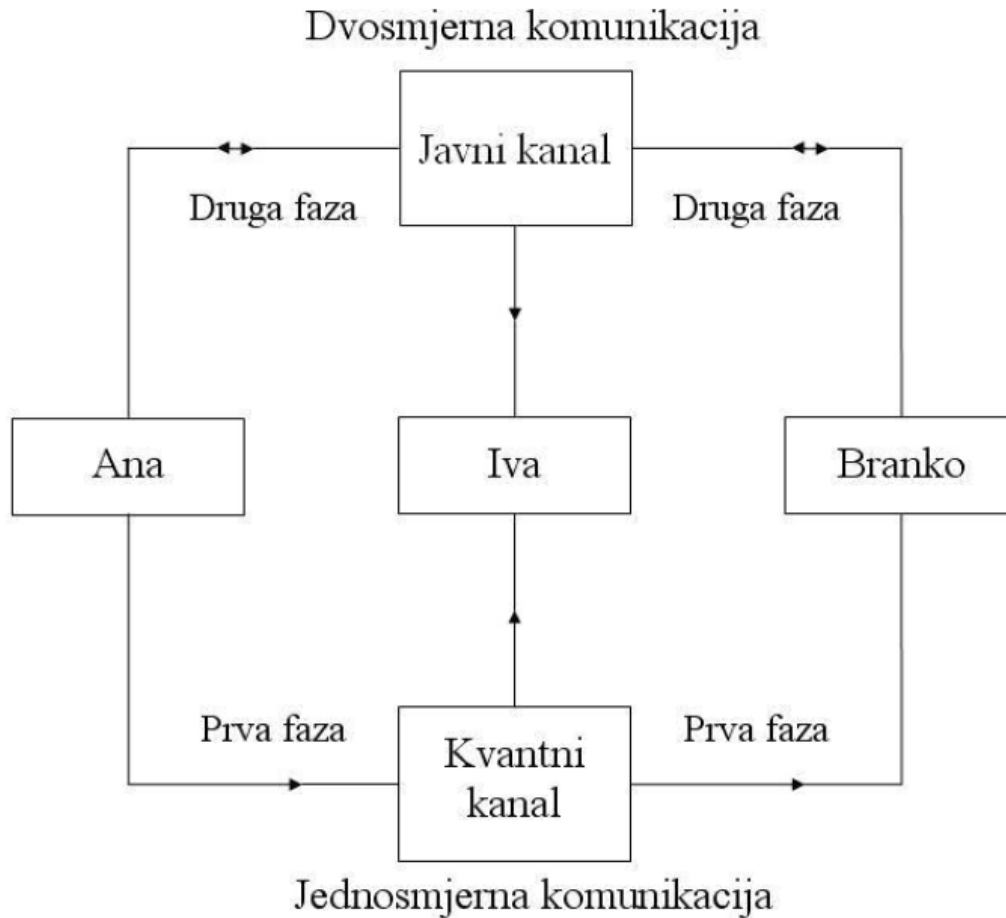 Dvosmjerna komunikacija
Javni kanal
Druga faza
Druga faza
Ana
Iva
Branko
Prva faza
Prva faza
Kvantni
kanal
Jednosmjerna komunikacija